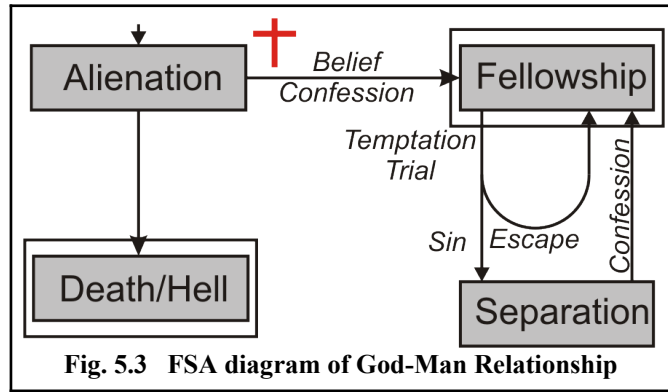 Alienation
Belief
Confession
Fellowship
Temptation
Trial
Sin
Escape
Confession
Death/Hell
Separation
Fig. 5.3 FSA diagram of God-Man Relationship